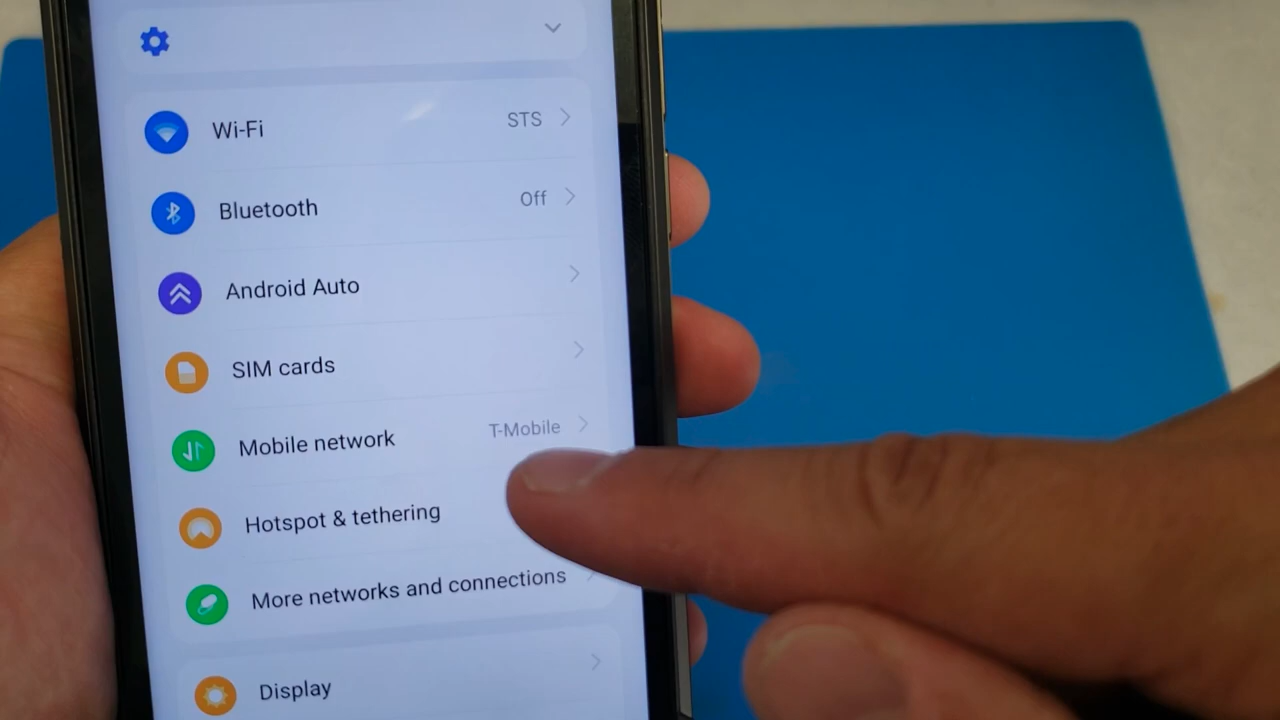 Wi-Fi STS
Bluetooth Off
Android Auto
SIM cards
Mobile network T-Mobile
Hotspot & tethering
More networks and connections
Display